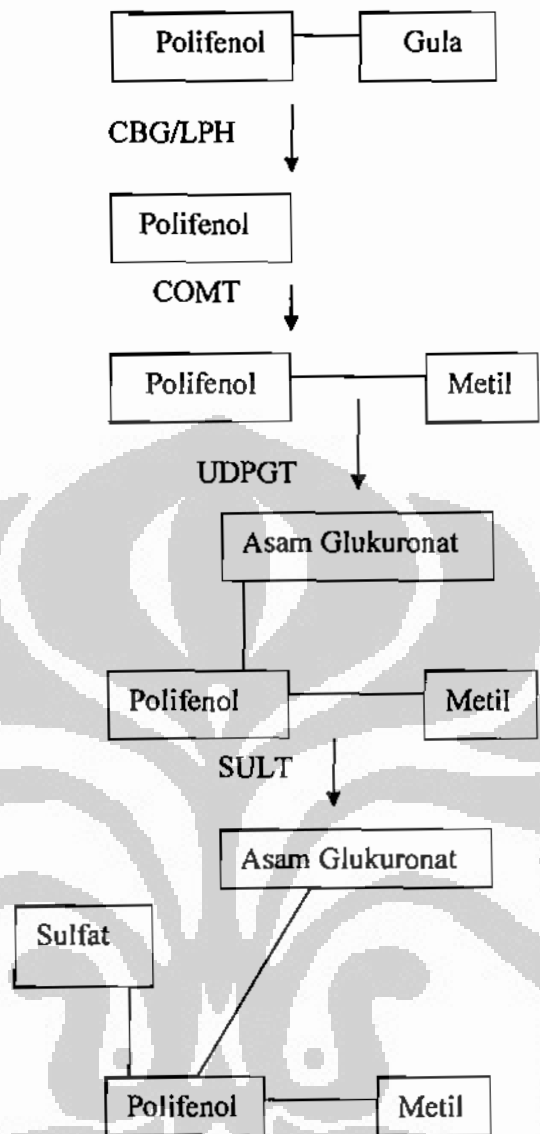 Polifenol Gula
CBG/LPH
Polifenol
COMT
Polifenol Metil
UDPGT
Asam Glukuronat
Polifenol Metil
SULT
Asam Glukuronat
Sulfat
Polifenol Metil